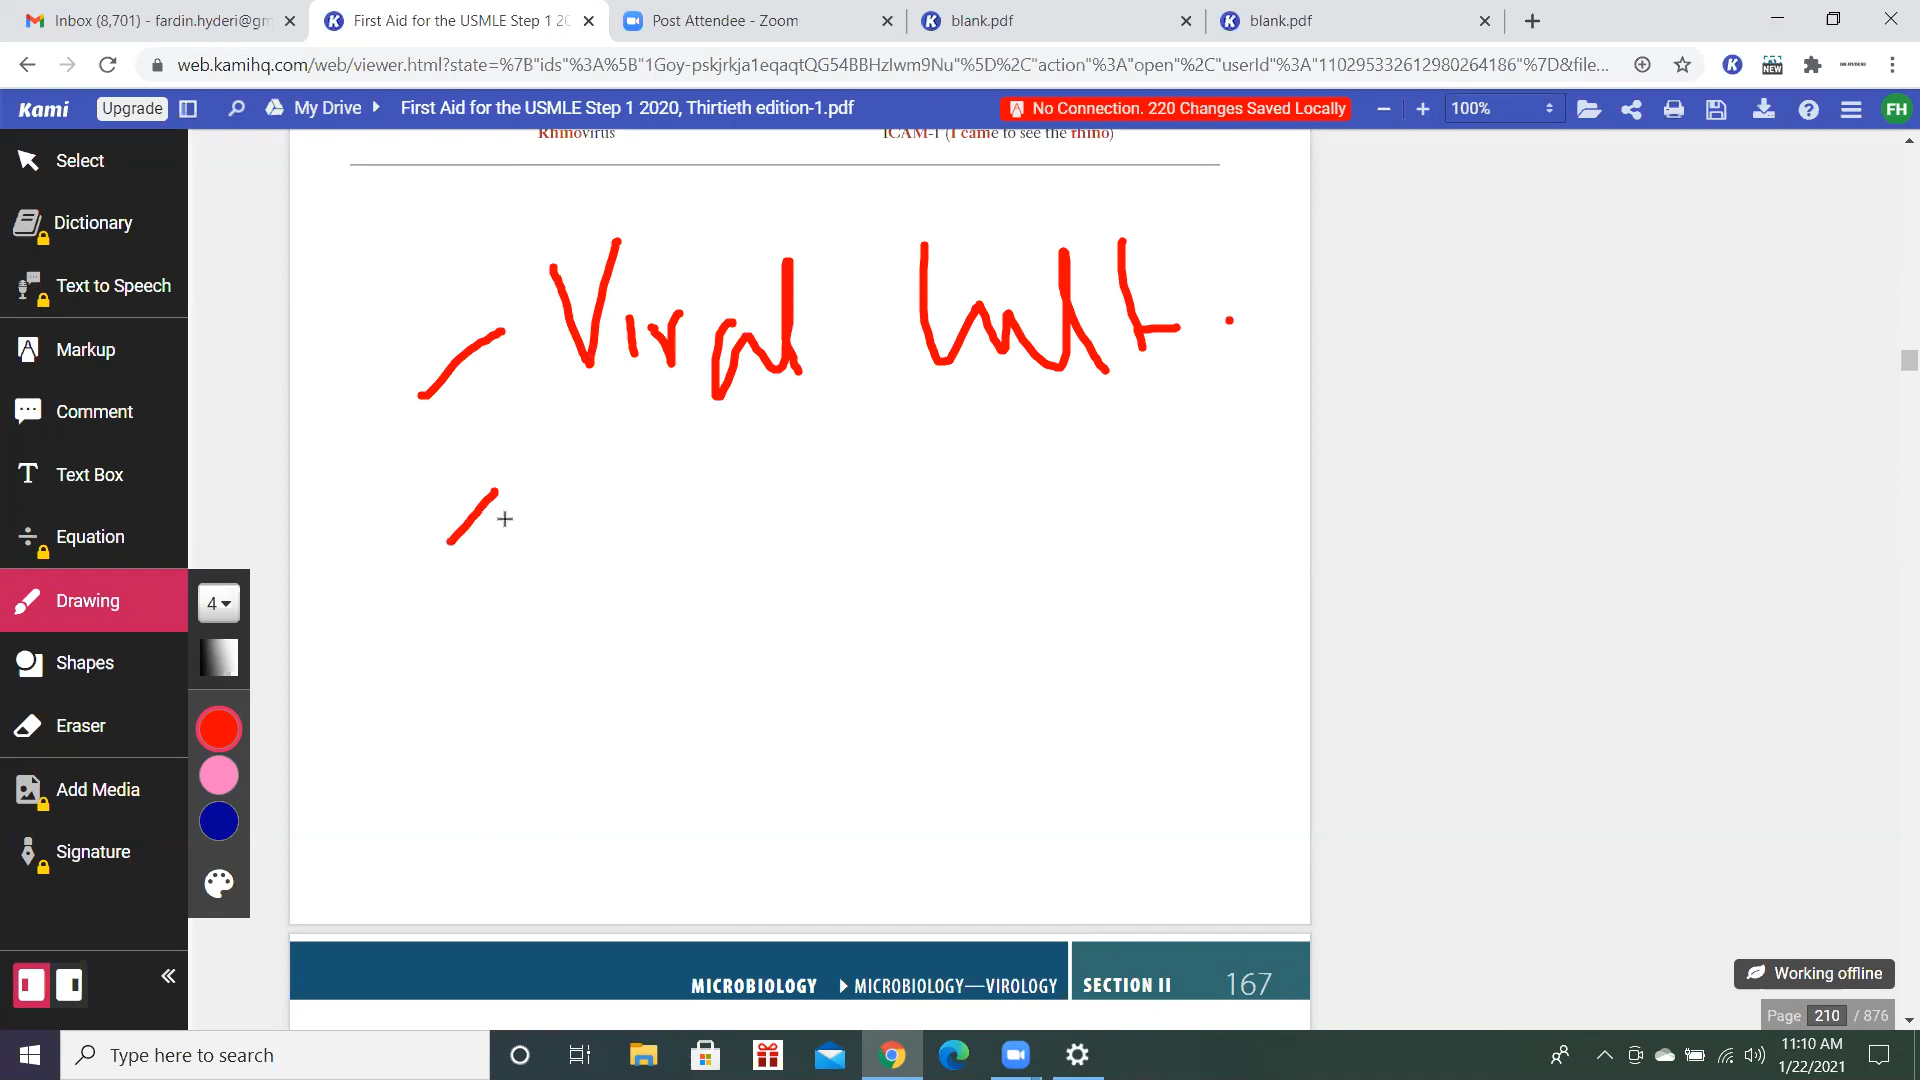 Inbox (8,701) - fardin.hyderi@gm
First Aid for the USMLE Step 1 20
Post Attendee - Zoom
blank.pdf
blank.pdf
web.kamihq.com/web/viewer.html?state=%7B"ids"%3A%5B"1Goy-pskjrkja1eqaqtQG54BBHzIwm9Nu"%5D%2C"action"%3A"open"%2C"userId"%3A"110295332612980264186"%7D&file...
NEW
Kami
Upgrade
My Drive
First Aid for the USMLE Step 1 2020, Thirtieth edition-1.pdf
No Connection. 220 Changes Saved Locally
100%
FH
Rhinovirus ICAM-1 (I came to see the rhino)
Select
Dictionary
Text to Speech
Markup
Comment
Text Box
Equation
Drawing
4
Shapes
Eraser
Add Media
Signature
Viral
MICROBIOLOGY MICROBIOLOGY—VIROLOGY SECTION II 167
Working offline
Page 210 / 876
Type here to search
11:10 AM
1/22/2021